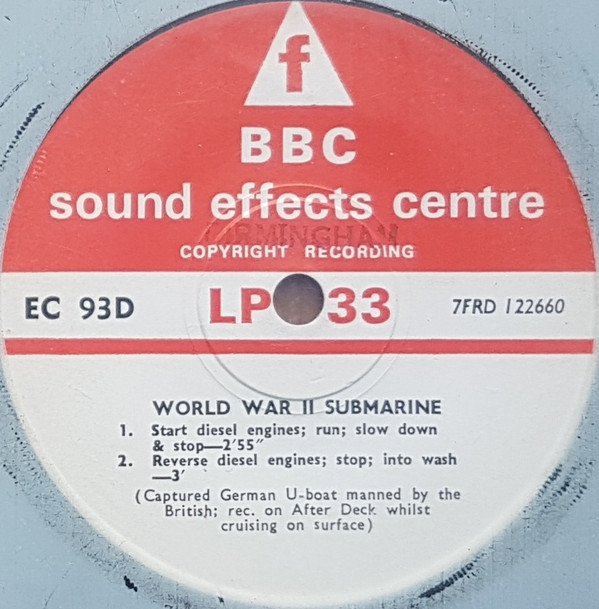 f
BBC
sound effects centre
BIRMINGHAM
COPYRIGHT RECORDING
EC 93D LP 33 7FRD 122660
WORLD WAR II SUBMARINE
1. Start diesel engines; run; slow down
& stop—2′55″
2. Reverse diesel engines; stop; into wash
—3′
(Captured German U-boat manned by the
British; rec. on After Deck whilst
cruising on surface)